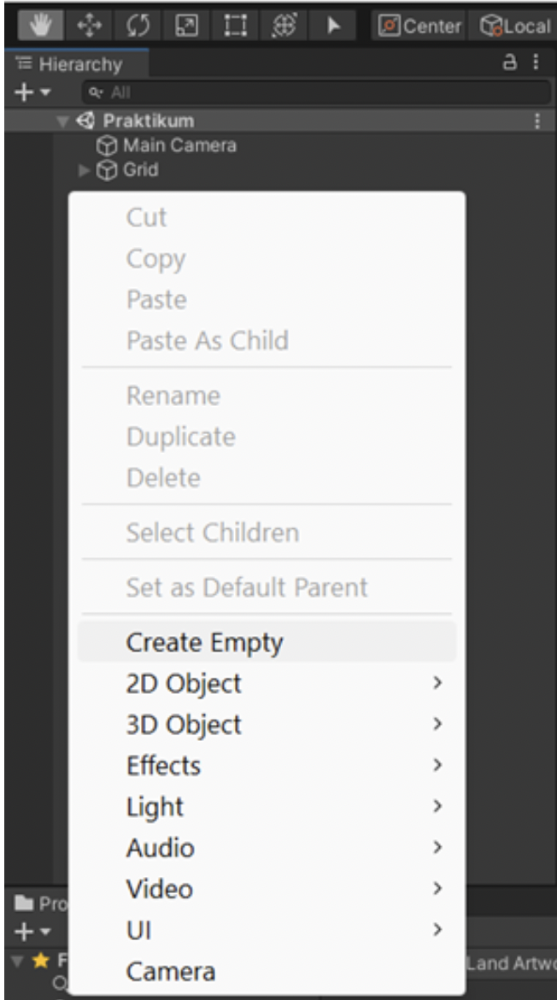 Center Local
Hierarchy
All
Praktikum
Main Camera
Grid
Cut
Copy
Paste
Paste As Child
Rename
Duplicate
Delete
Select Children
Set as Default Parent
Create Empty
2D Object
3D Object
Effects
Light
Audio
Video
UI
Camera
Pro
F
Land Artwo